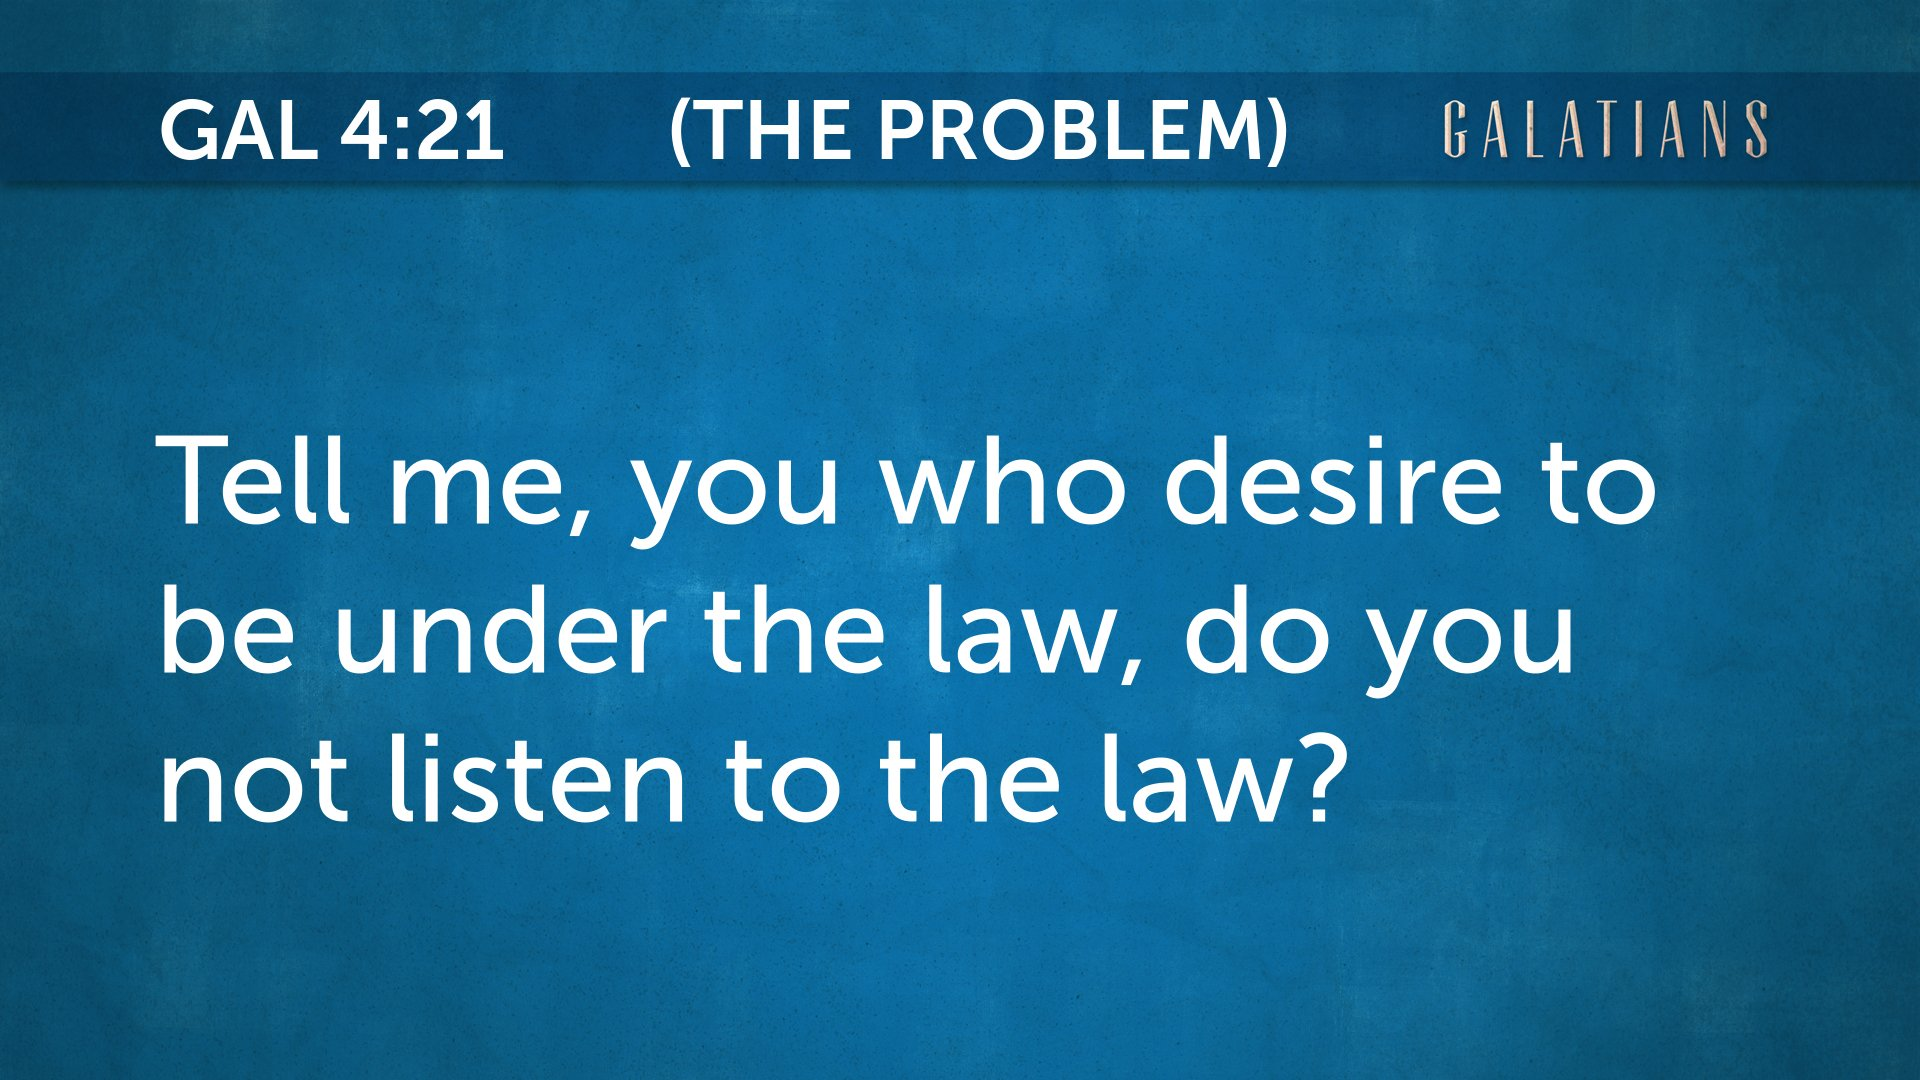 GAL 4:21 (THE PROBLEM) GALATIANS
Tell me, you who desire to
be under the law, do you
not listen to the law?